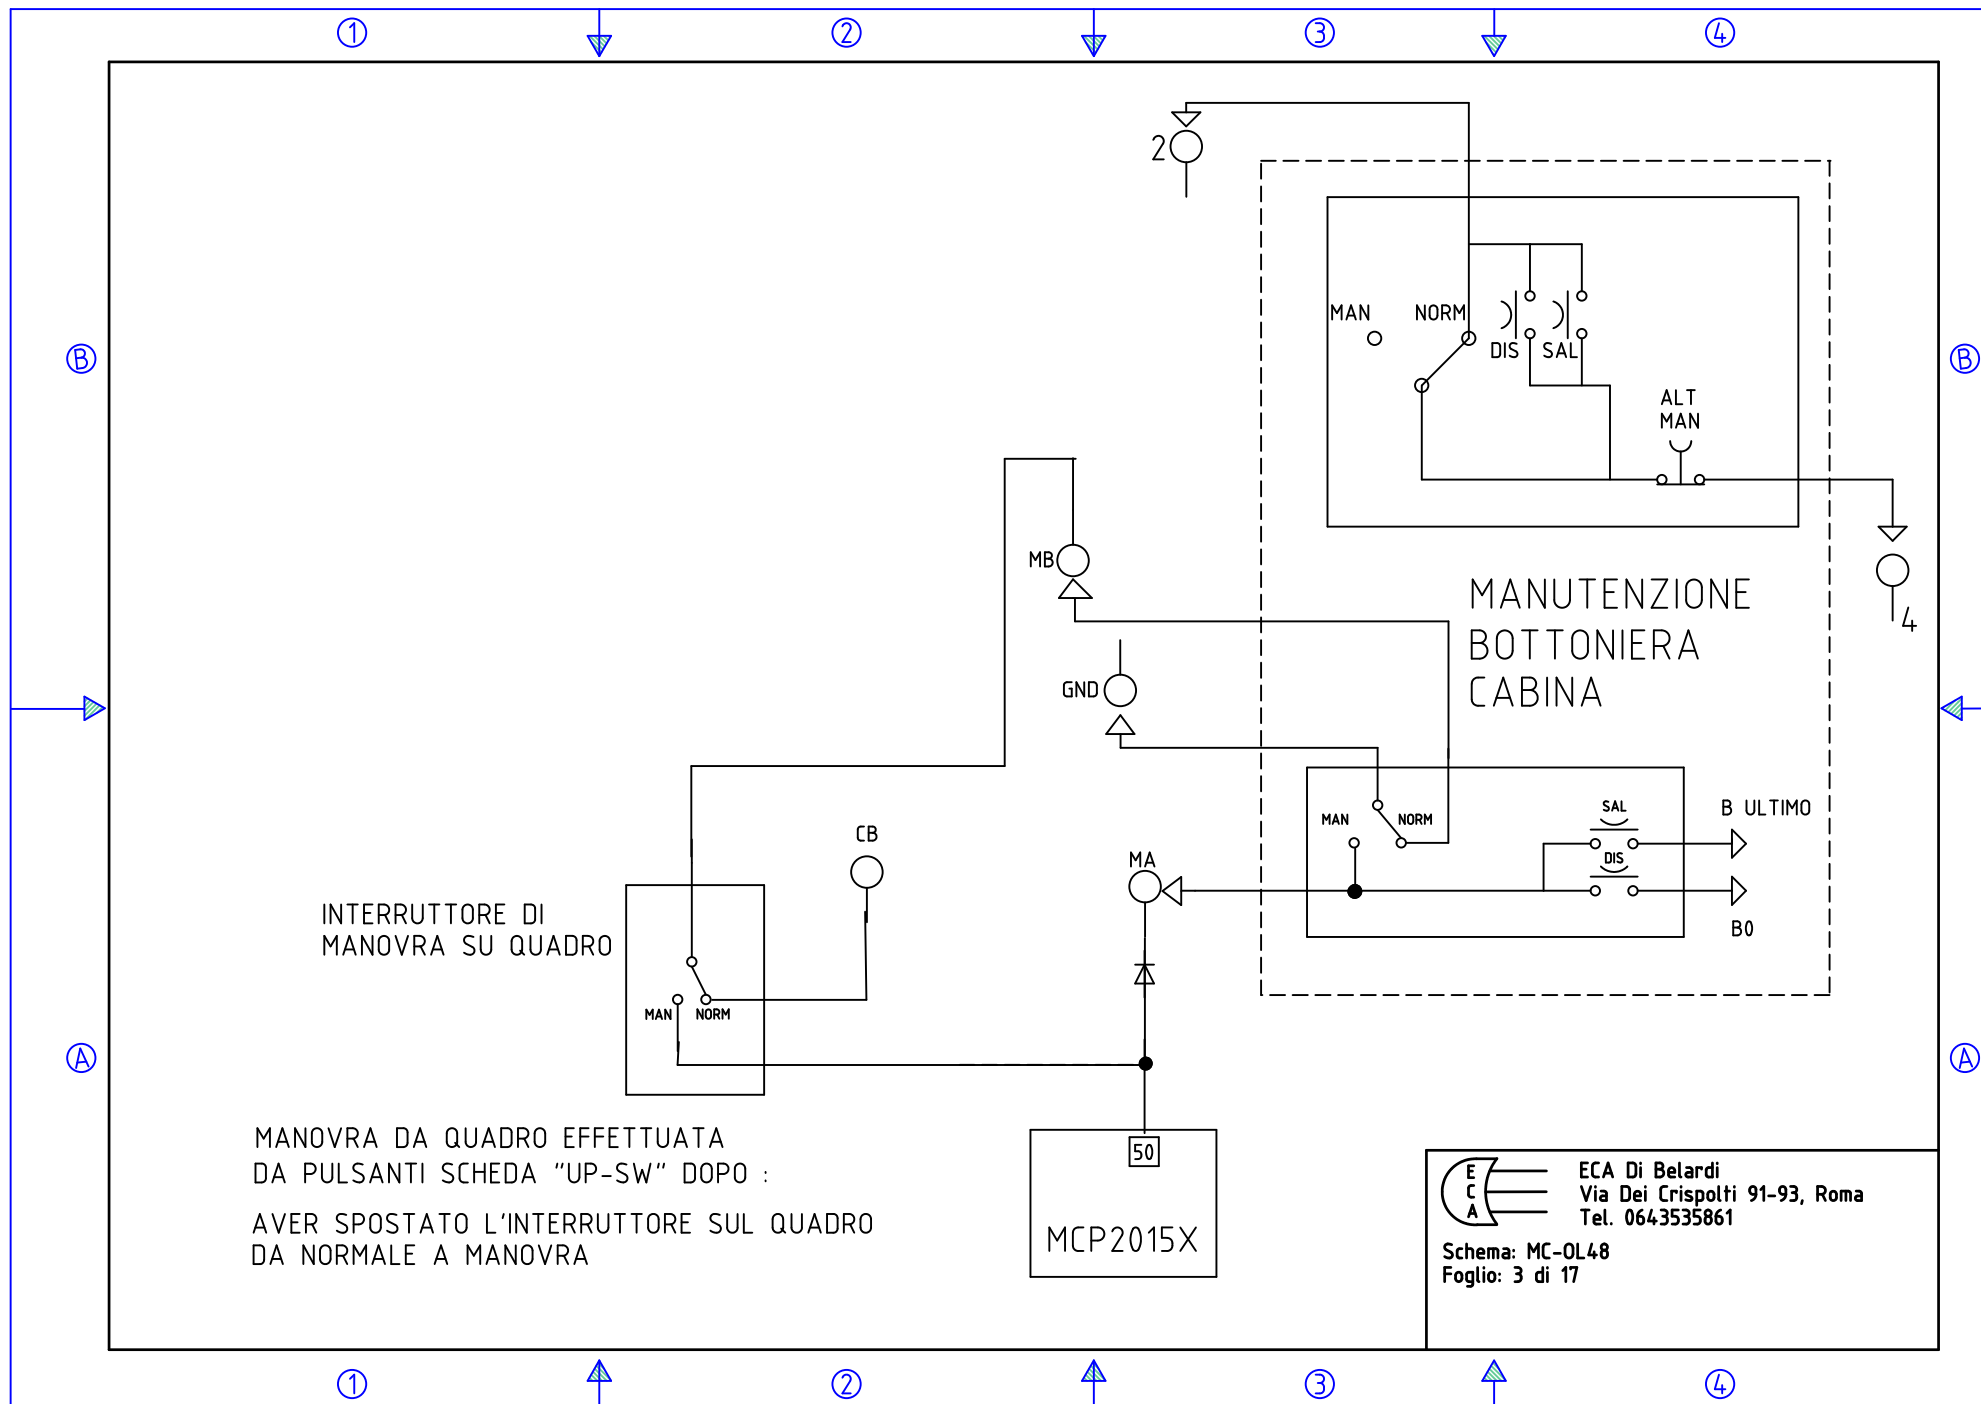 1 2 3 4
2
MAN NORM
DIS SAL
ALT
MAN
B B
MB
MANUTENZIONE
BOTTONIERA
CABINA
4
GND
SAL
B ULTIMO
MAN NORM
DIS
B0
CB
MA
INTERRUTTORE DI
MANOVRA SU QUADRO
MAN NORM
A A
MANOVRA DA QUADRO EFFETTUATA
DA PULSANTI SCHEDA "UP-SW" DOPO :
AVER SPOSTATO L'INTERRUTTORE SUL QUADRO
DA NORMALE A MANOVRA
50
MCP2015X
E
C
A
ECA Di Belardi
Via Dei Crispolti 91-93, Roma
Tel. 0643535861
Schema: MC-OL48
Foglio: 3 di 17
1 2 3 4